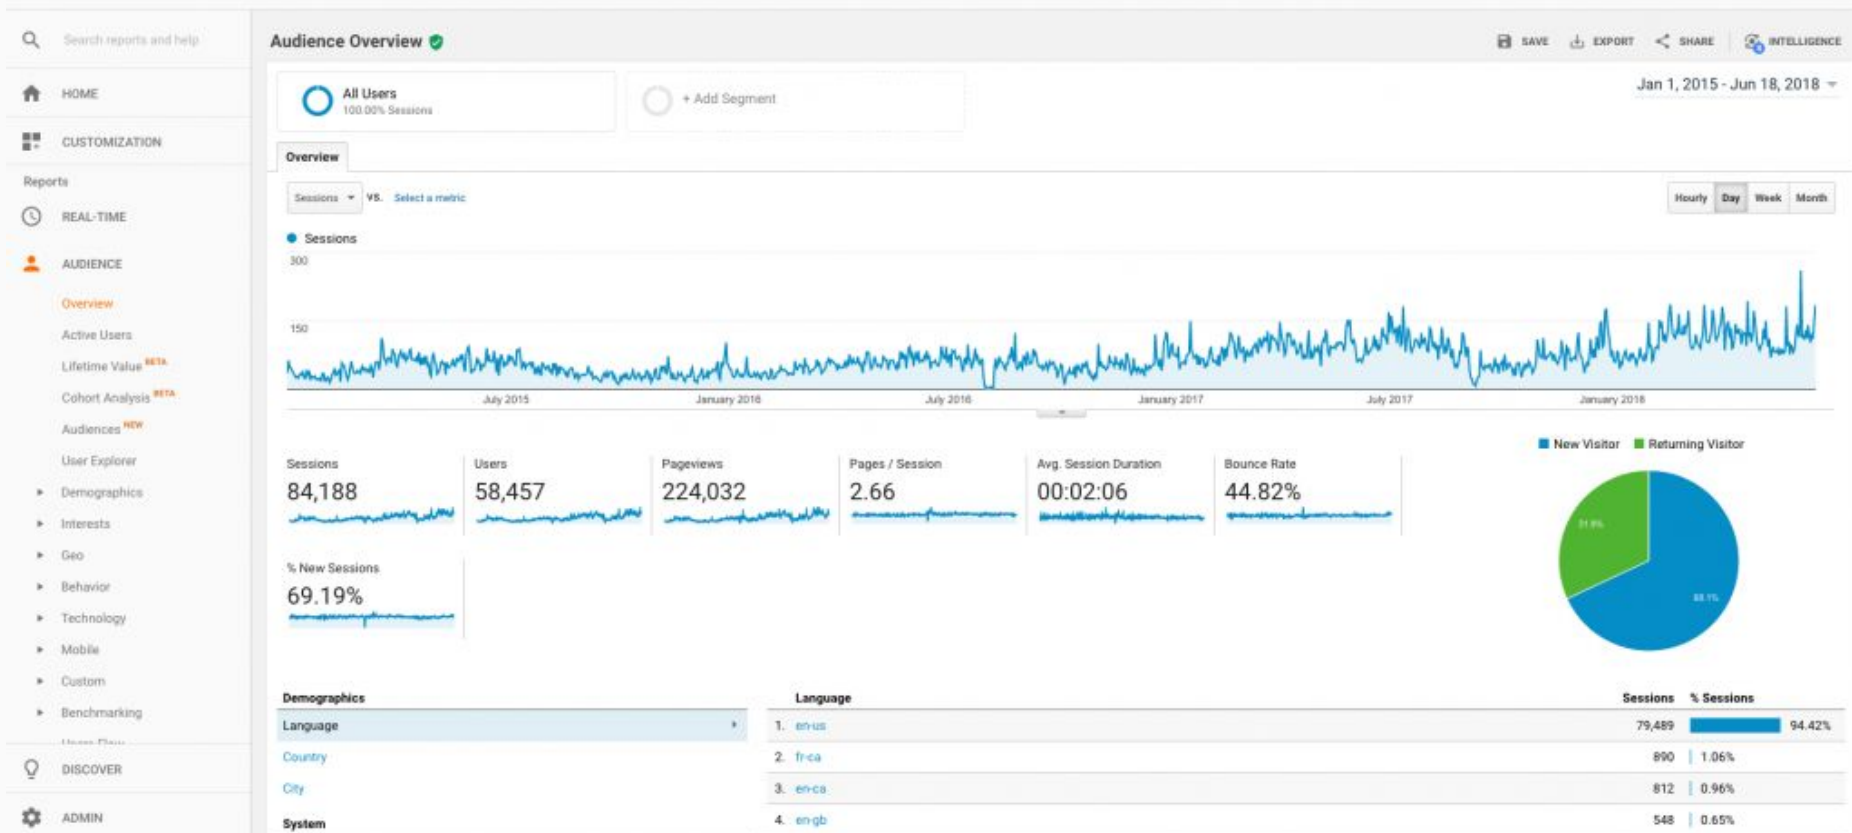 Search reports and help
HOME
CUSTOMIZATION
Reports
REAL-TIME
AUDIENCE
Overview
Active Users
Lifetime Value BETA
Cohort Analysis BETA
Audiences NEW
User Explorer
Demographics
Interests
Geo
Behavior
Technology
Mobile
Custom
Benchmarking
DISCOVER
ADMIN
Audience Overview
SAVE EXPORT SHARE INTELLIGENCE
All Users
100.00% Sessions
+ Add Segment
Jan 1, 2015 - Jun 18, 2018
Overview
Sessions VS. Select a metric
Hourly Day Week Month
Sessions
300
150
July 2015 January 2016 July 2016 January 2017 July 2017 January 2018
New Visitor Returning Visitor
Sessions
84,188
Users
58,457
Pageviews
224,032
Pages / Session
2.66
Avg. Session Duration
00:02:06
Bounce Rate
44.82%
% New Sessions
69.19%
Demographics
Language
Country
City
System
Language Sessions % Sessions
1. en-us 79,489 94.42%
2. fr-ca 890 1.06%
3. en-ca 812 0.96%
4. en-gb 548 0.65%